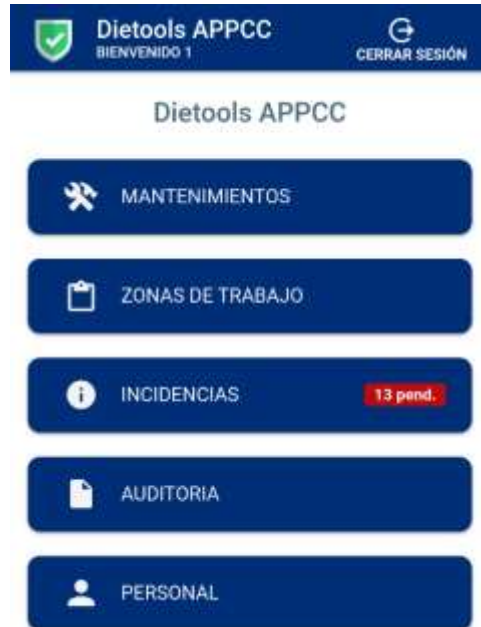 Dietools APPCC
BIENVENIDO 1
CERRAR SESIÓN
Dietools APPCC
MANTENIMIENTOS
ZONAS DE TRABAJO
INCIDENCIAS
13 pend.
AUDITORIA
PERSONAL